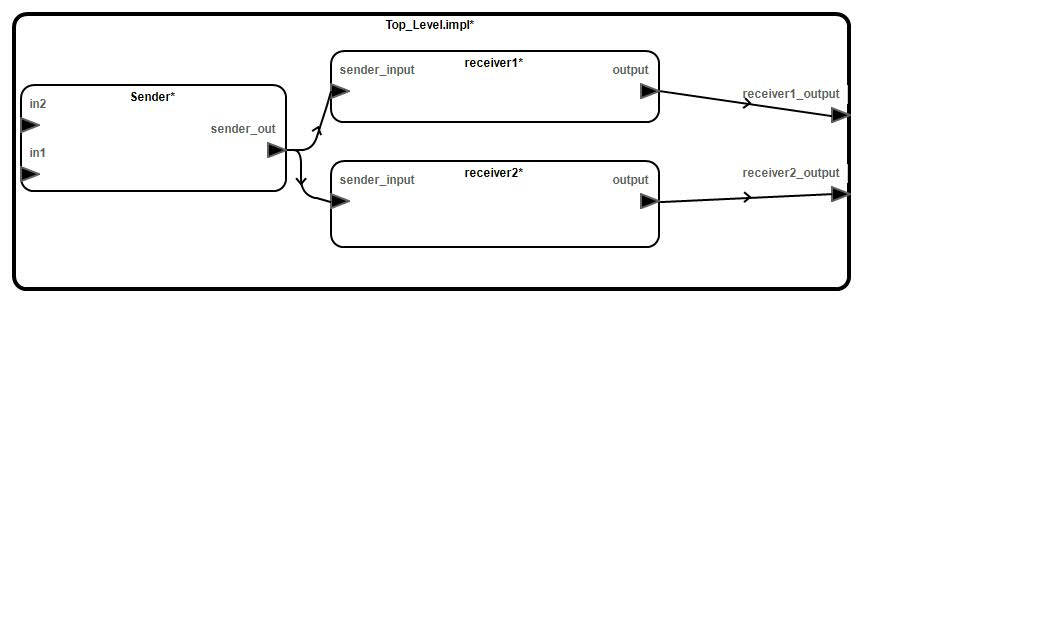 Top_Level.impl*
Sender*
in2
sender_out
in1
sender_input
receiver1*
output
receiver1_output
sender_input
receiver2*
output
receiver2_output